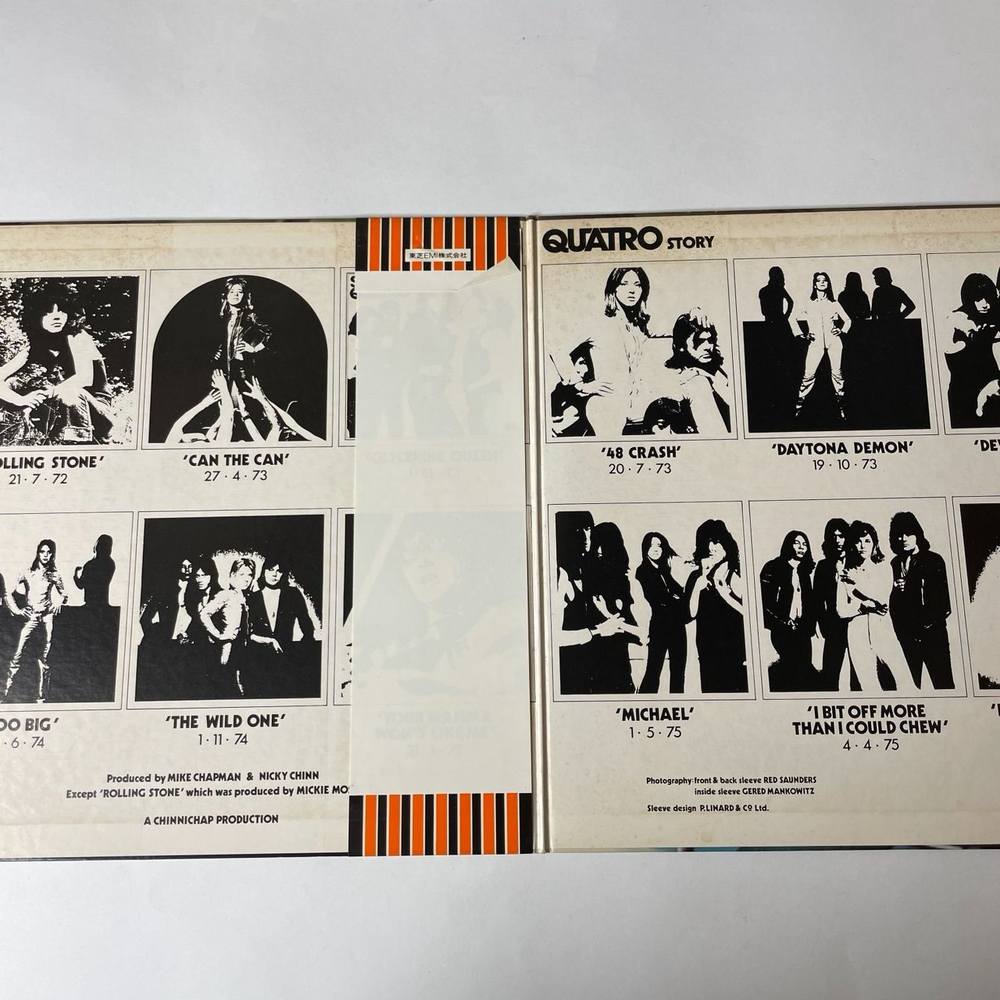 QUATRO STORY
東芝EMI株式会社
OLLING STONE'
21·7·72
'CAN THE CAN'
27·4·73
'48 CRASH'
20·7·73
'DAYTONA DEMON'
19·10·73
'DE
OO BIG'
·6·74
'THE WILD ONE'
1·11·74
'MICHAEL'
1·5·75
'I BIT OFF MORE
THAN I COULD CHEW'
4·4·75
Produced by MIKE CHAPMAN & NICKY CHINN
Except 'ROLLING STONE' which was produced by MICKIE MO
A CHINNICHAP PRODUCTION
Photography: front & back sleeve RED SAUNDERS
inside sleeve GERED MANKOWITZ
Sleeve design P.LINARD & Co Ltd.